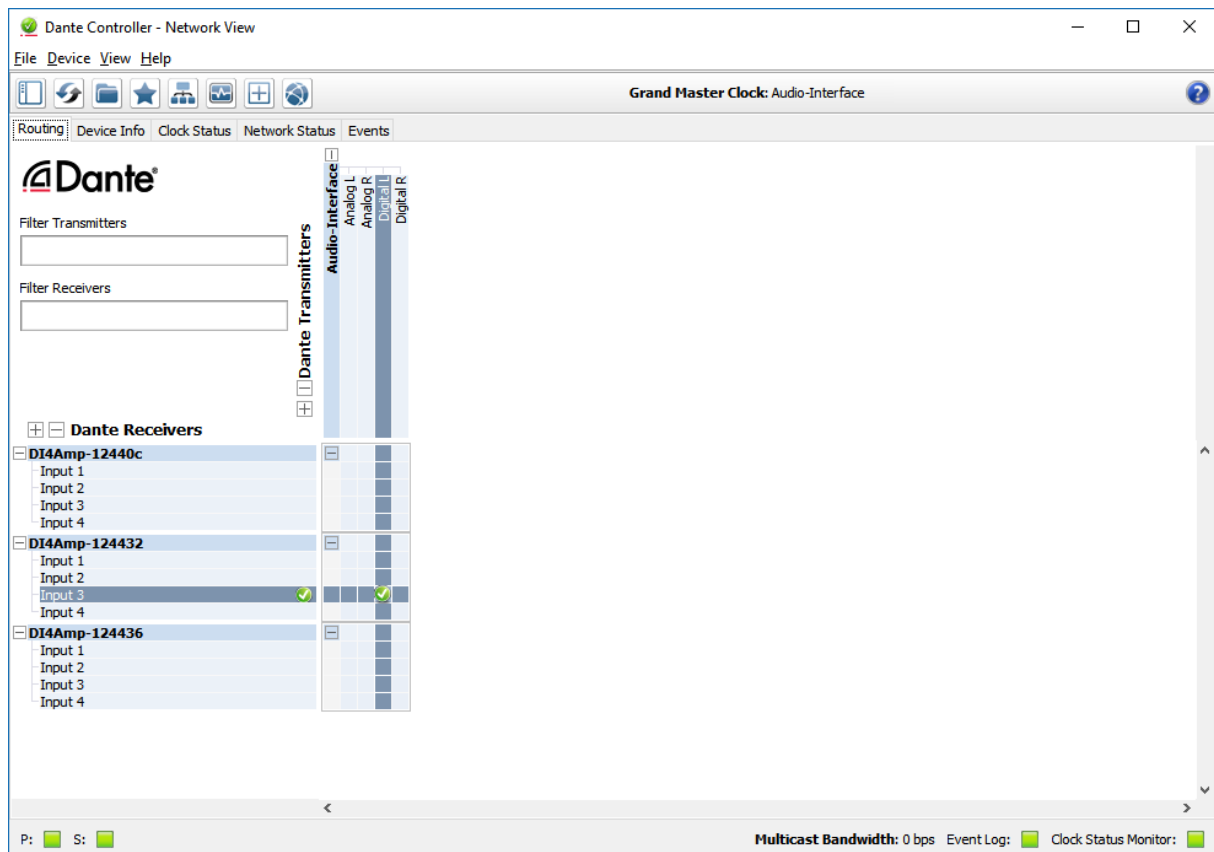 Dante Controller - Network View
File Device View Help
Grand Master Clock: Audio-Interface
Routing Device Info Clock Status Network Status Events
Dante®
Filter Transmitters
Filter Receivers
Dante Transmitters
Audio-Interface
Analog L
Analog R
Digital L
Digital R
Dante Receivers
DI4Amp-12440c
Input 1
Input 2
Input 3
Input 4
DI4Amp-124432
Input 1
Input 2
Input 3
Input 4
DI4Amp-124436
Input 1
Input 2
Input 3
Input 4
P: S: Multicast Bandwidth: 0 bps Event Log: Clock Status Monitor: